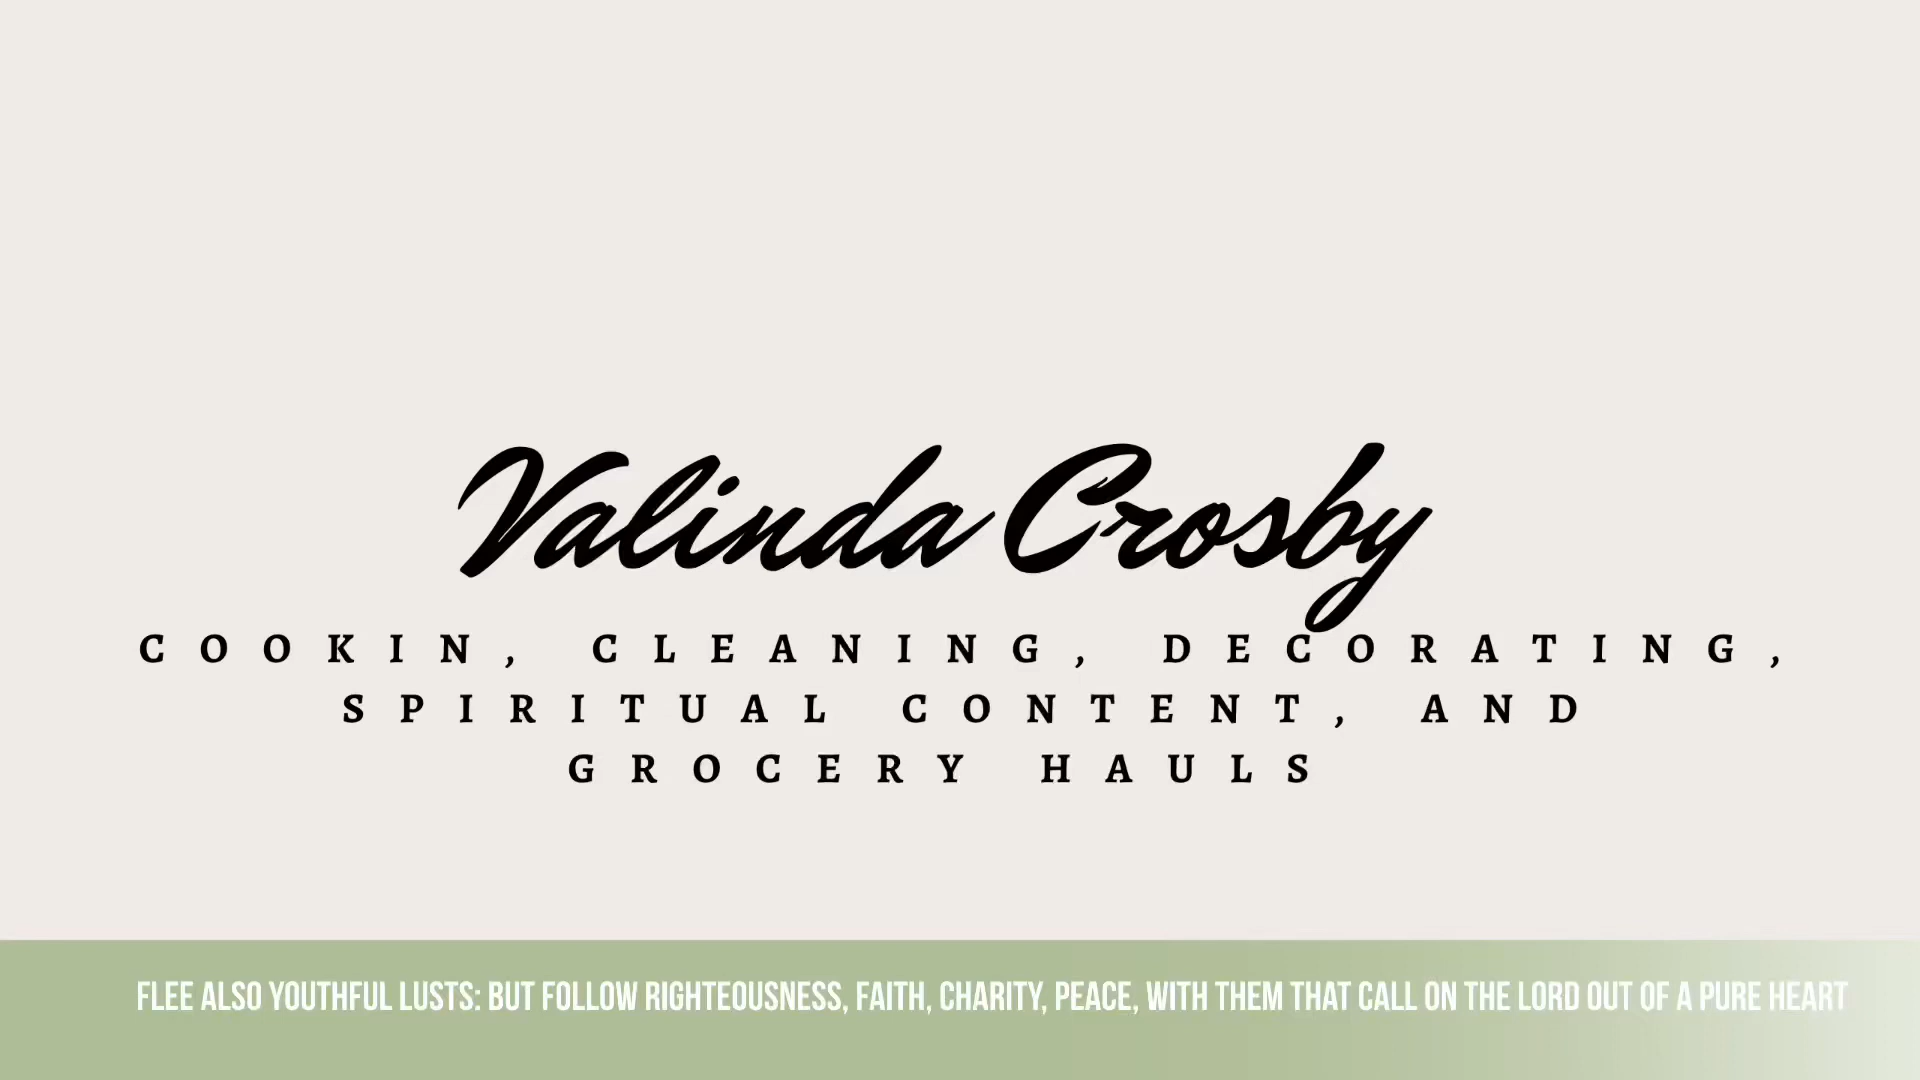 Valinda Crosby
COOKIN, CLEANING, DECORATING,
SPIRITUAL CONTENT, AND
GROCERY HAULS
FLEE ALSO YOUTHFUL LUSTS: BUT FOLLOW RIGHTEOUSNESS, FAITH, CHARITY, PEACE, WITH THEM THAT CALL ON THE LORD OUT OF A PURE HEART